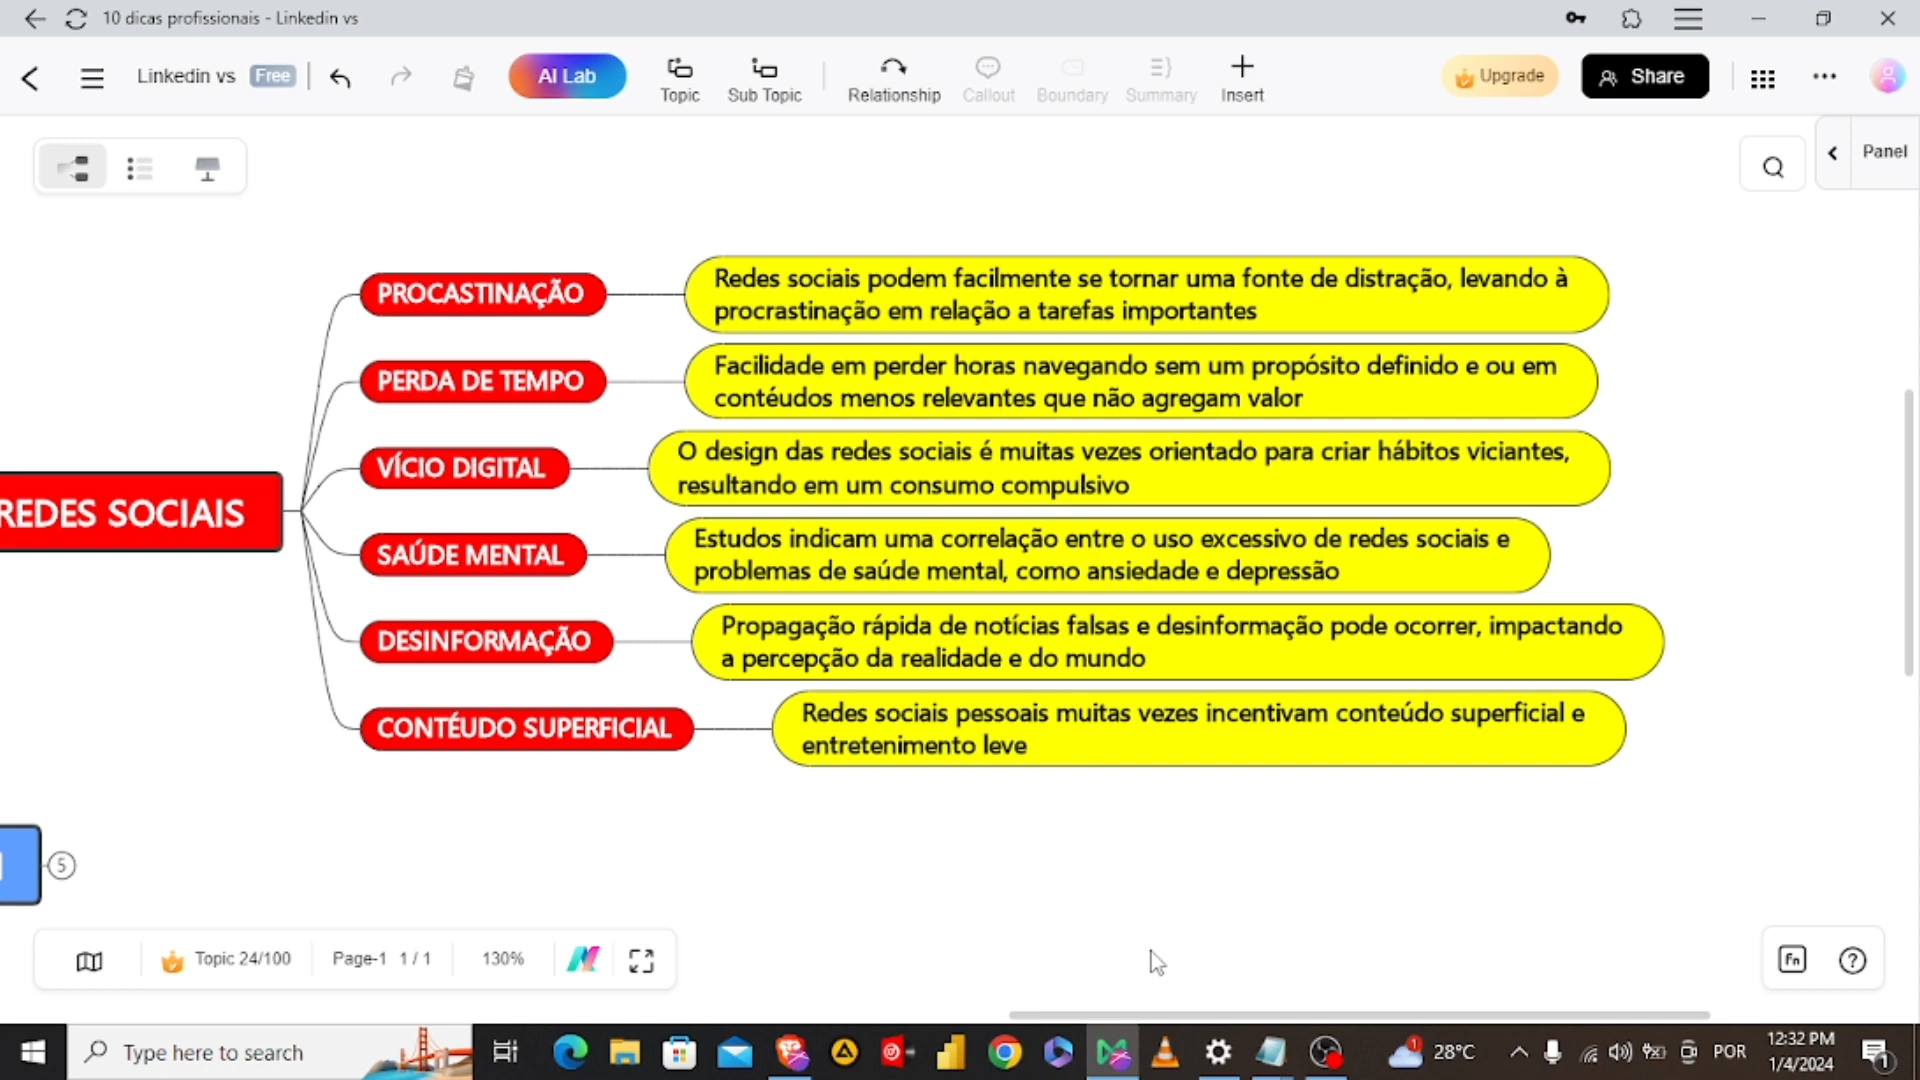 10 dicas profissionais - Linkedin vs
Linkedin vs Free
AI Lab
Topic
Sub Topic
Relationship
Callout
Boundary
Summary
Insert
Upgrade
Share
Panel
PROCASTINAÇÃO
Redes sociais podem facilmente se tornar uma fonte de distração, levando à
procrastinação em relação a tarefas importantes
PERDA DE TEMPO
Facilidade em perder horas navegando sem um propósito definido e ou em
contéudos menos relevantes que não agregam valor
VÍCIO DIGITAL
O design das redes sociais é muitas vezes orientado para criar hábitos viciantes,
resultando em um consumo compulsivo
REDES SOCIAIS
SAÚDE MENTAL
Estudos indicam uma correlação entre o uso excessivo de redes sociais e
problemas de saúde mental, como ansiedade e depressão
DESINFORMAÇÃO
Propagação rápida de notícias falsas e desinformação pode ocorrer, impactando
a percepção da realidade e do mundo
CONTÉUDO SUPERFICIAL
Redes sociais pessoais muitas vezes incentivam conteúdo superficial e
entretenimento leve
5
Topic 24/100
Page-1 1 / 1
130%
Fn
Type here to search
1
28°C
POR
12:32 PM
1/4/2024
1